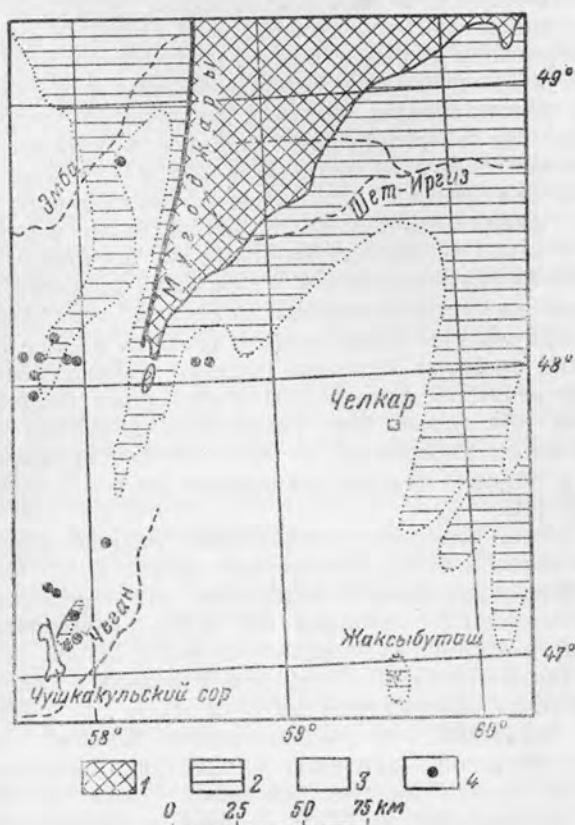 49°
Эмба
Мугоджары
Шет-Иргиз
48°
Челкар
Чеган
Жаксыбуташ
47°
Чушкакульский сор
58° 59° 60°
1 2 3 4
0 25 50 75 км